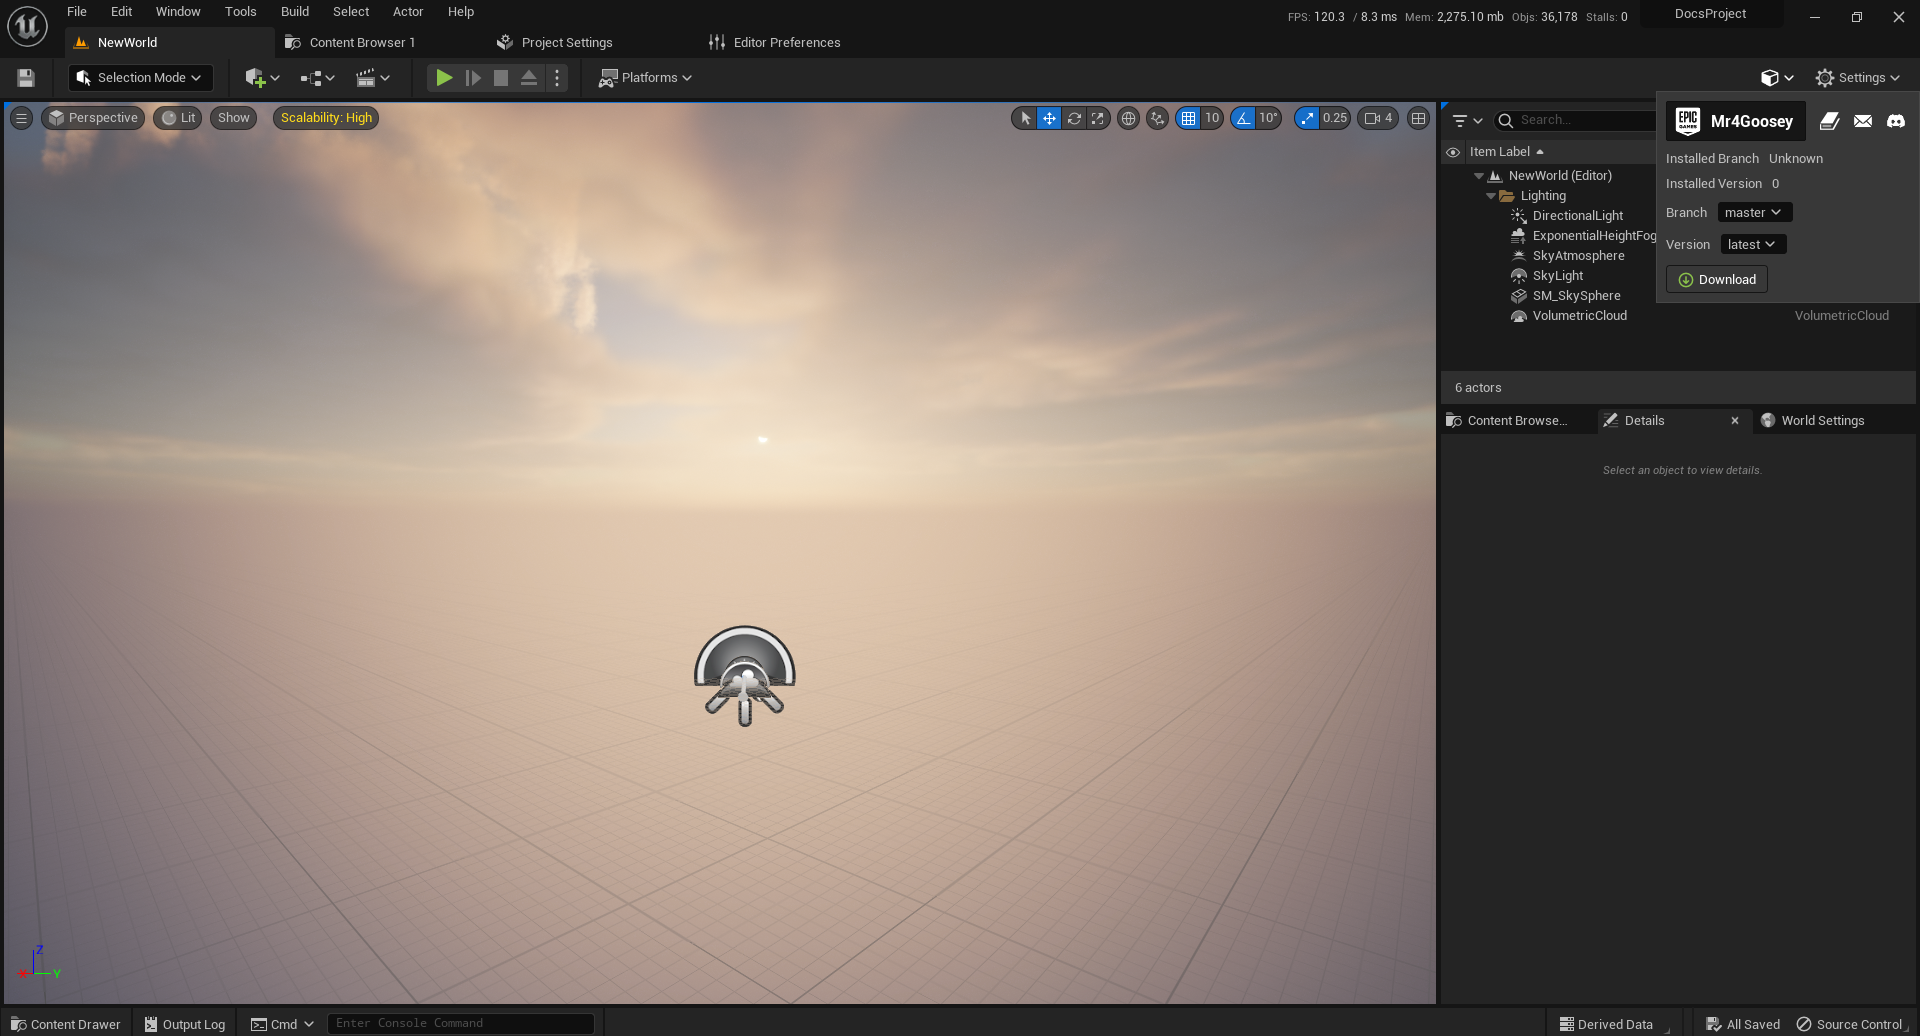 File Edit Window Tools Build Select Actor Help
FPS: 120.3 / 8.3 ms Mem: 2,275.10 mb Objs: 36,178 Stalls: 0
DocsProject
NewWorld
Content Browser 1
Project Settings
Editor Preferences
Selection Mode
Platforms
Settings
Perspective
Lit
Show
Scalability: High
10
10°
0.25
4
Search...
Item Label
NewWorld (Editor)
Lighting
DirectionalLight
ExponentialHeightFog
SkyAtmosphere
SkyLight
SM_SkySphere
VolumetricCloud VolumetricCloud
6 actors
EPIC GAMES
Mr4Goosey
Installed Branch Unknown
Installed Version 0
Branch master
Version latest
Download
Content Browse...
Details
World Settings
Select an object to view details.
Z
X
Y
Content Drawer
Output Log
Cmd
Enter Console Command
Derived Data
All Saved
Source Control